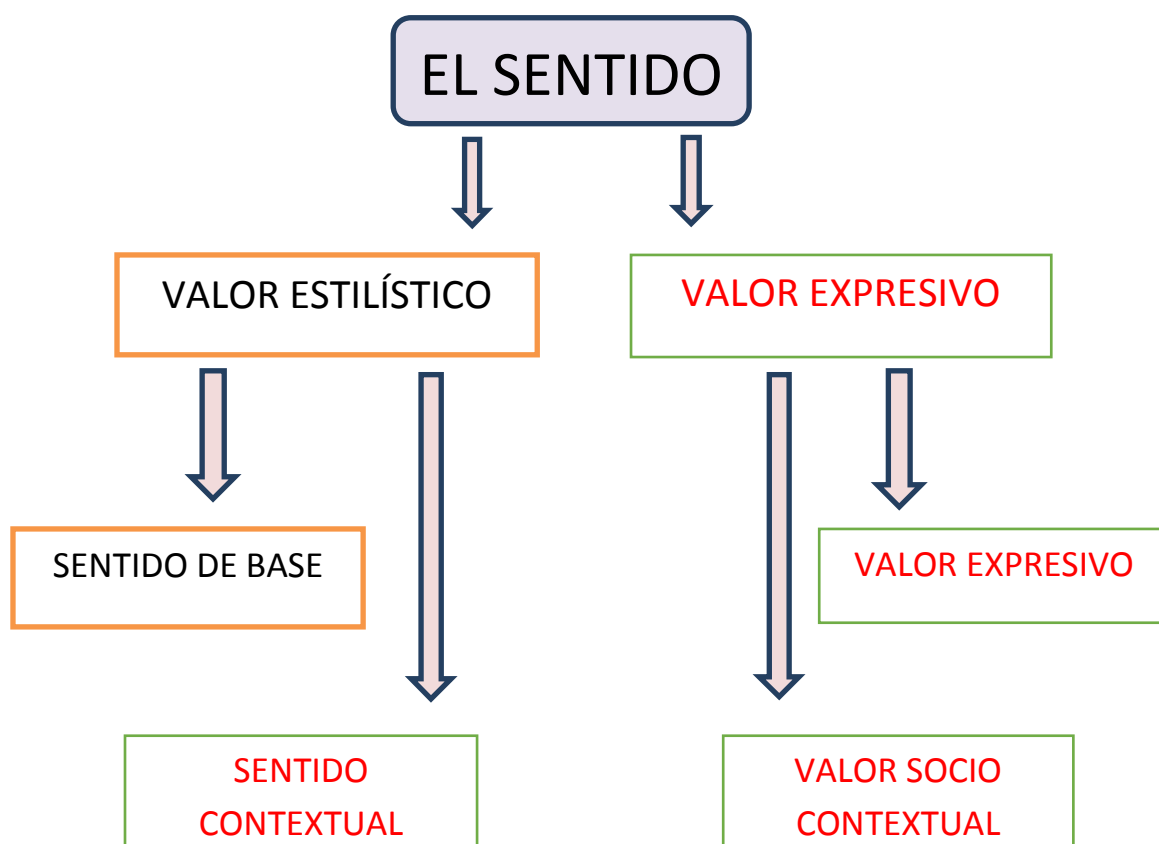 EL SENTIDO
VALOR ESTILÍSTICO
VALOR EXPRESIVO
SENTIDO DE BASE
VALOR EXPRESIVO
SENTIDO
CONTEXTUAL
VALOR SOCIO
CONTEXTUAL